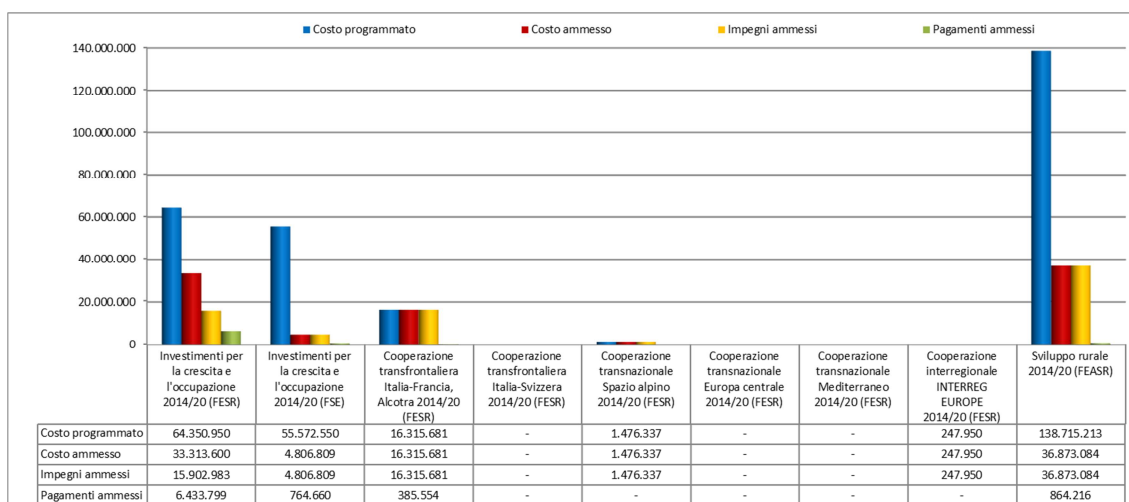 Costo programmato Costo ammesso Impegni ammessi Pagamenti ammessi
140.000.000
120.000.000
100.000.000
80.000.000
60.000.000
40.000.000
20.000.000
0
Investimenti per la crescita e l'occupazione 2014/20 (FESR)
Investimenti per la crescita e l'occupazione 2014/20 (FSE)
Cooperazione transfrontaliera Italia-Francia, Alcotra 2014/20 (FESR)
Cooperazione transfrontaliera Italia-Svizzera 2014/20 (FESR)
Cooperazione transnazionale Spazio alpino 2014/20 (FESR)
Cooperazione transnazionale Europa centrale 2014/20 (FESR)
Cooperazione transnazionale Mediterraneo 2014/20 (FESR)
Cooperazione interregionale INTERREG EUROPE 2014/20 (FESR)
Sviluppo rurale 2014/20 (FEASR)
Costo programmato 64.350.950 55.572.550 16.315.681 - 1.476.337 - - 247.950 138.715.213
Costo ammesso 33.313.600 4.806.809 16.315.681 - 1.476.337 - - 247.950 36.873.084
Impegni ammessi 15.902.983 4.806.809 16.315.681 - 1.476.337 - - 247.950 36.873.084
Pagamenti ammessi 6.433.799 764.660 385.554 - - - - - 864.216